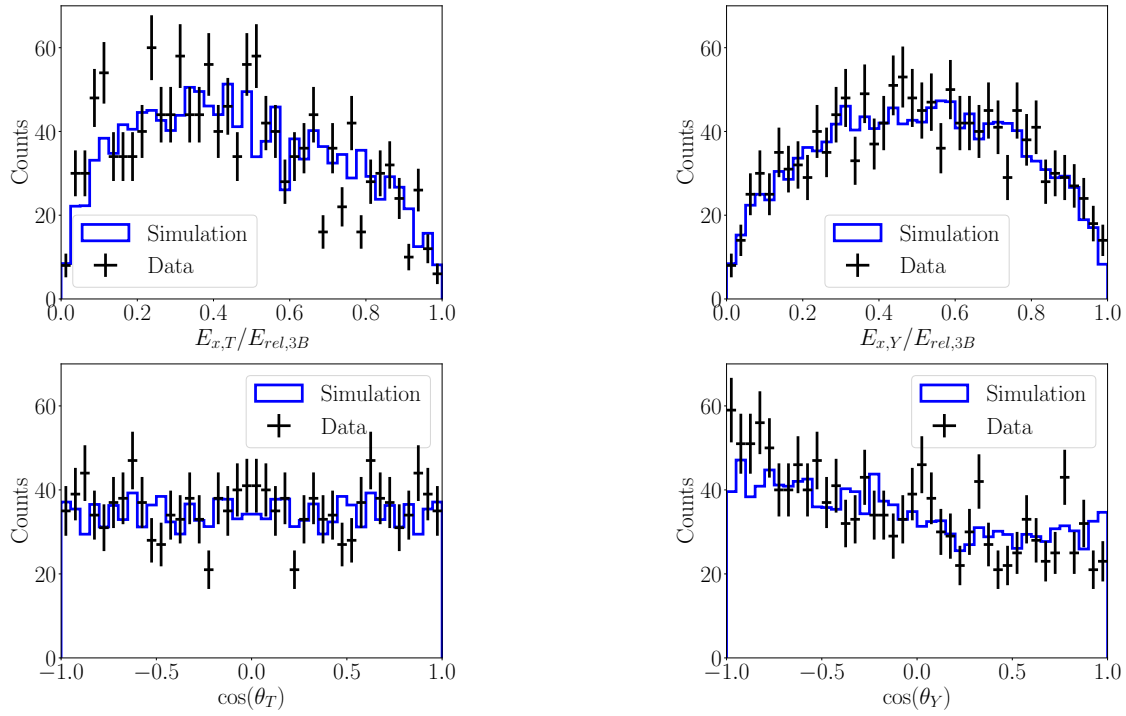 60
40
20
0
Counts
Simulation
Data
0.0 0.2 0.4 0.6 0.8 1.0
E_{x,T}/E_{rel,3B}
60
40
20
0
Counts
Simulation
Data
0.0 0.2 0.4 0.6 0.8 1.0
E_{x,Y}/E_{rel,3B}
60
40
20
0
Counts
Simulation
Data
−1.0 −0.5 0.0 0.5 1.0
cos(θ_T)
60
40
20
0
Counts
Simulation
Data
−1.0 −0.5 0.0 0.5 1.0
cos(θ_Y)